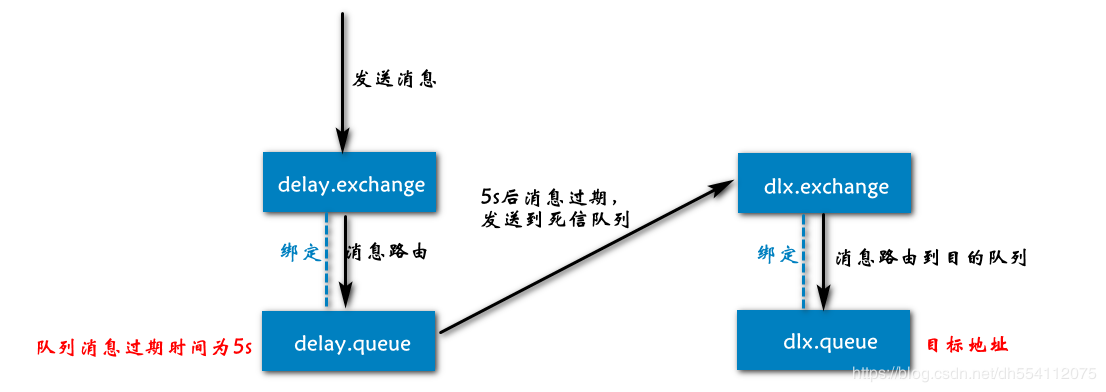 发送消息
delay.exchange
5s后消息过期，
发送到死信队列
dlx.exchange
绑定
消息路由
绑定
消息路由到目的队列
队列消息过期时间为5s
delay.queue
dlx.queue
目标地址
https://blog.csdn.net/dh554112075